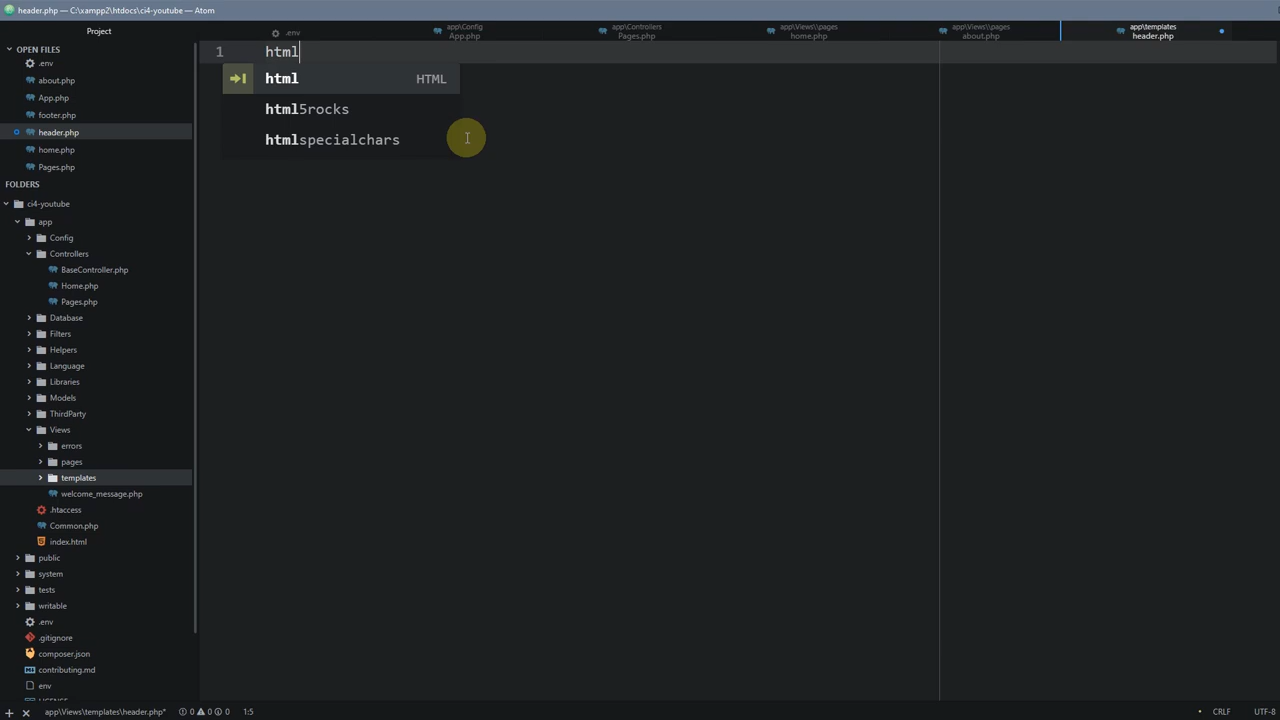 header.php — C:\xampp2\htdocs\ci4-youtube — Atom
Project
OPEN FILES
.env
about.php
App.php
footer.php
header.php
home.php
Pages.php
FOLDERS
ci4-youtube
app
Config
Controllers
BaseController.php
Home.php
Pages.php
Database
Filters
Helpers
Language
Libraries
Models
ThirdParty
Views
errors
pages
templates
welcome_message.php
.htaccess
Common.php
index.html
public
system
tests
writable
.env
.gitignore
composer.json
contributing.md
env
LICENSE
.env
app\Config
App.php
app\Controllers
Pages.php
app\Views\\pages
home.php
app\Views\\pages
about.php
app\templates
header.php
1 html
html HTML
html5rocks
htmlspecialchars
app\Views\templates\header.php* 0 0 0 1:5 CRLF UTF-8